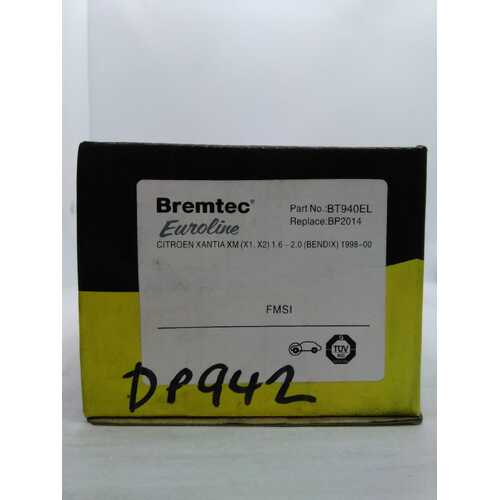 Bremtec®
Euroline
Part No.:BT940EL
Replace:BP2014
CITROEN XANTIA XM (X1, X2) 1.6 – 2.0 (BENDIX) 1998–00
FMSI
TÜV
DP942